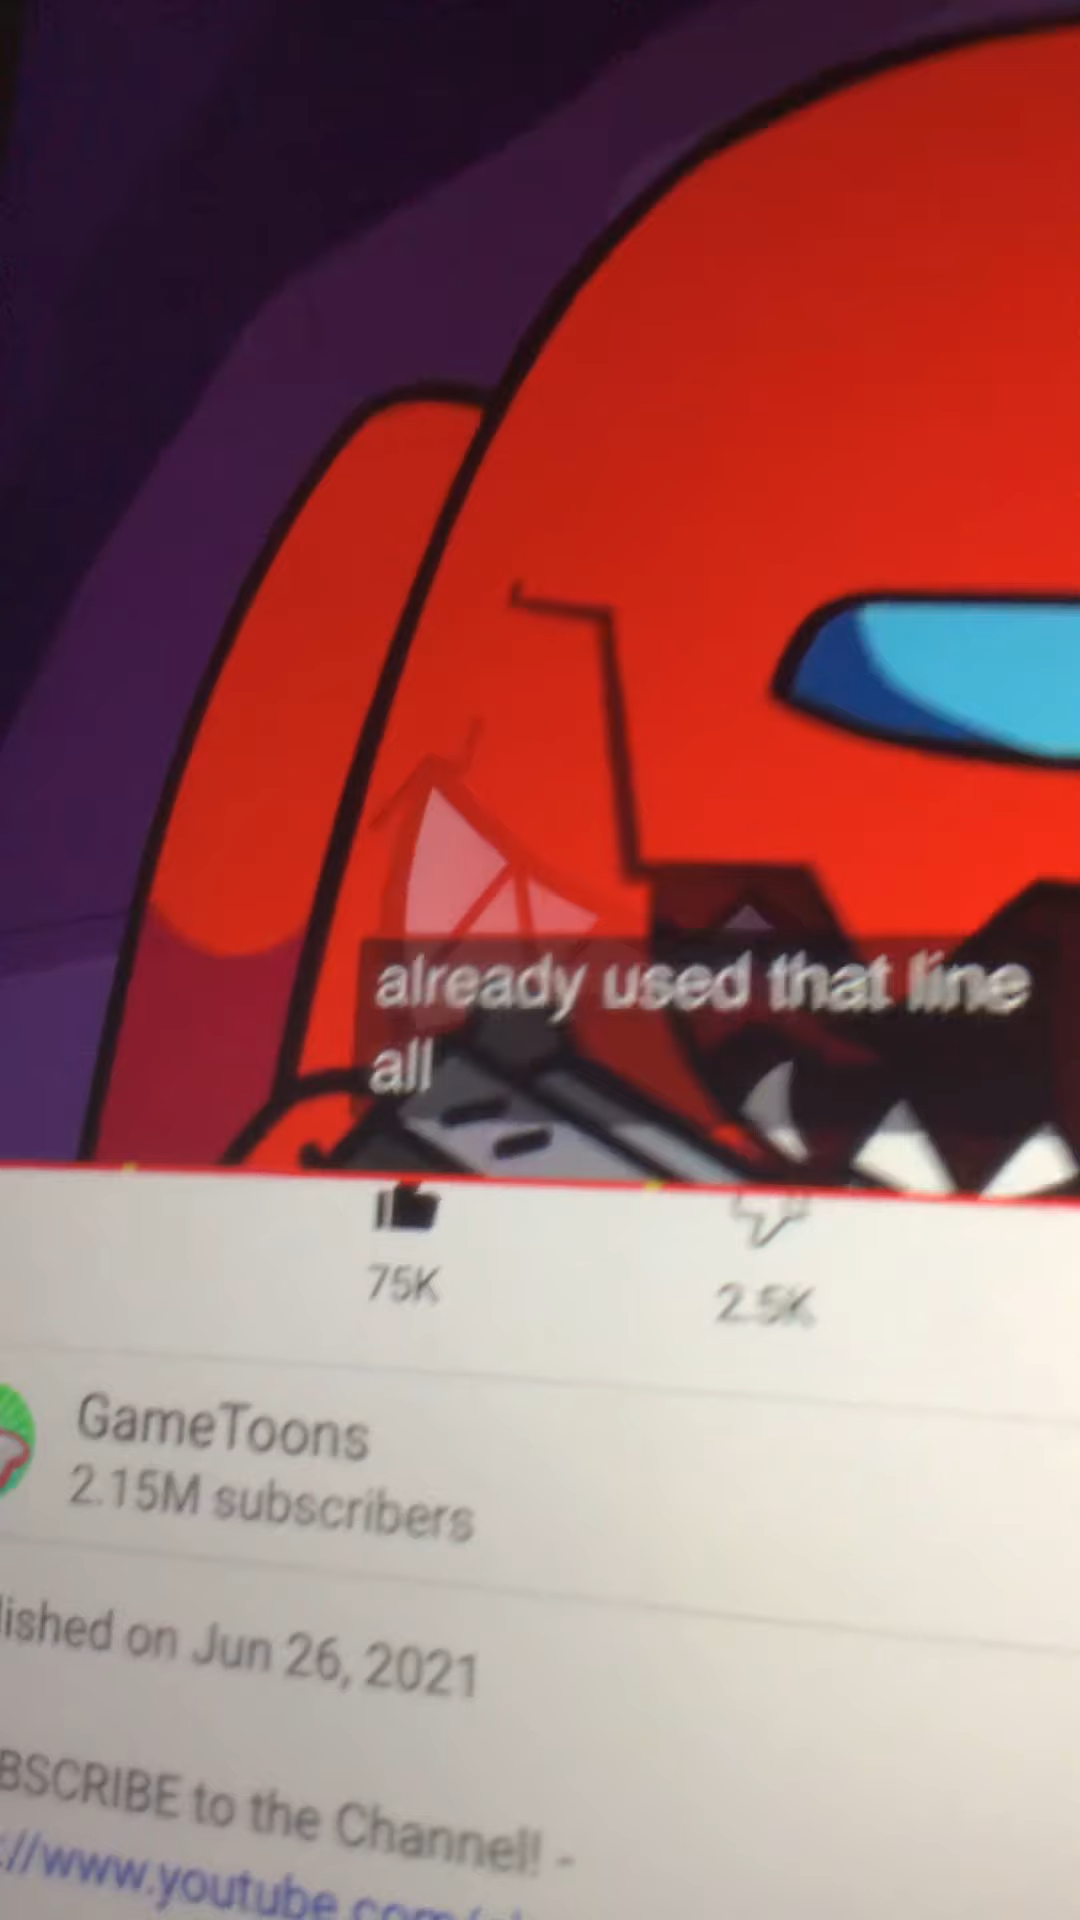 already used that line
all
75K
2.5K
GameToons
2.15M subscribers
lished on Jun 26, 2021
BSCRIBE to the Channel! -
://www.youtube.com/